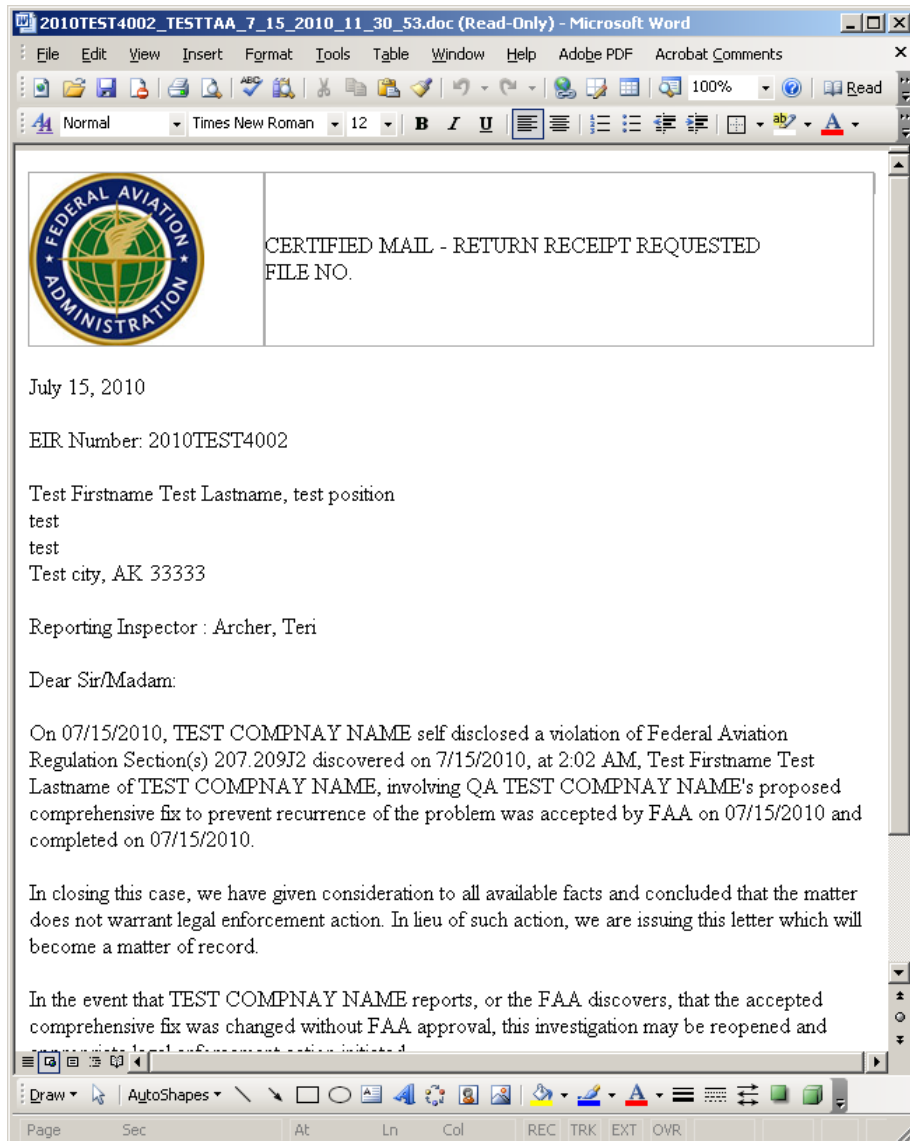 2010TEST4002_TESTTAA_7_15_2010_11_30_53.doc (Read-Only) - Microsoft Word
File Edit View Insert Format Tools Table Window Help Adobe PDF Acrobat Comments
100% Read
Normal Times New Roman 12 B I U
FEDERAL AVIATION ADMINISTRATION
CERTIFIED MAIL - RETURN RECEIPT REQUESTED
FILE NO.
July 15, 2010
EIR Number: 2010TEST4002
Test Firstname Test Lastname, test position
test
test
Test city, AK 33333
Reporting Inspector : Archer, Teri
Dear Sir/Madam:
On 07/15/2010, TEST COMPNAY NAME self disclosed a violation of Federal Aviation
Regulation Section(s) 207.209J2 discovered on 7/15/2010, at 2:02 AM, Test Firstname Test
Lastname of TEST COMPNAY NAME, involving QA TEST COMPNAY NAME's proposed
comprehensive fix to prevent recurrence of the problem was accepted by FAA on 07/15/2010 and
completed on 07/15/2010.
In closing this case, we have given consideration to all available facts and concluded that the matter
does not warrant legal enforcement action. In lieu of such action, we are issuing this letter which will
become a matter of record.
In the event that TEST COMPNAY NAME reports, or the FAA discovers, that the accepted
comprehensive fix was changed without FAA approval, this investigation may be reopened and
Draw AutoShapes
Page Sec At Ln Col REC TRK EXT OVR